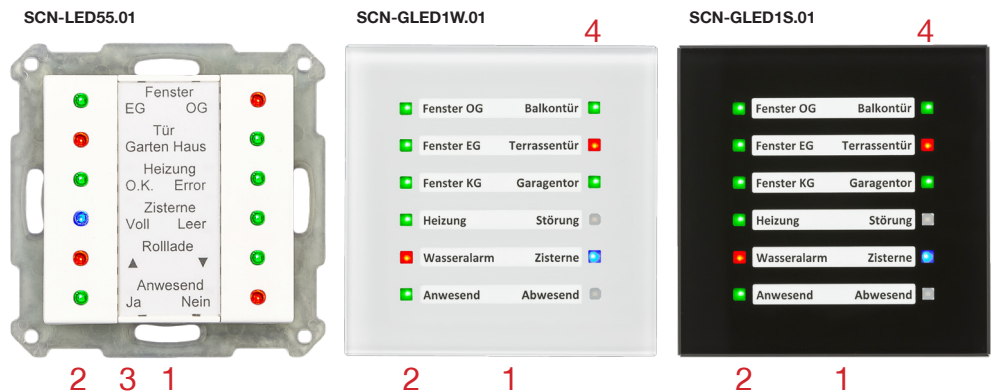 SCN-LED55.01
SCN-GLED1W.01
SCN-GLED1S.01
4
4
Fenster
EG OG
Tür
Garten Haus
Heizung
O.K. Error
Zisterne
Voll Leer
Rolllade
▲ ▼
Anwesend
Ja Nein
Fenster OG Balkontür
Fenster EG Terrassentür
Fenster KG Garagentor
Heizung Störung
Wasseralarm Zisterne
Anwesend Abwesend
Fenster OG Balkontür
Fenster EG Terrassentür
Fenster KG Garagentor
Heizung Störung
Wasseralarm Zisterne
Anwesend Abwesend
2 3 1
2 1
2 1